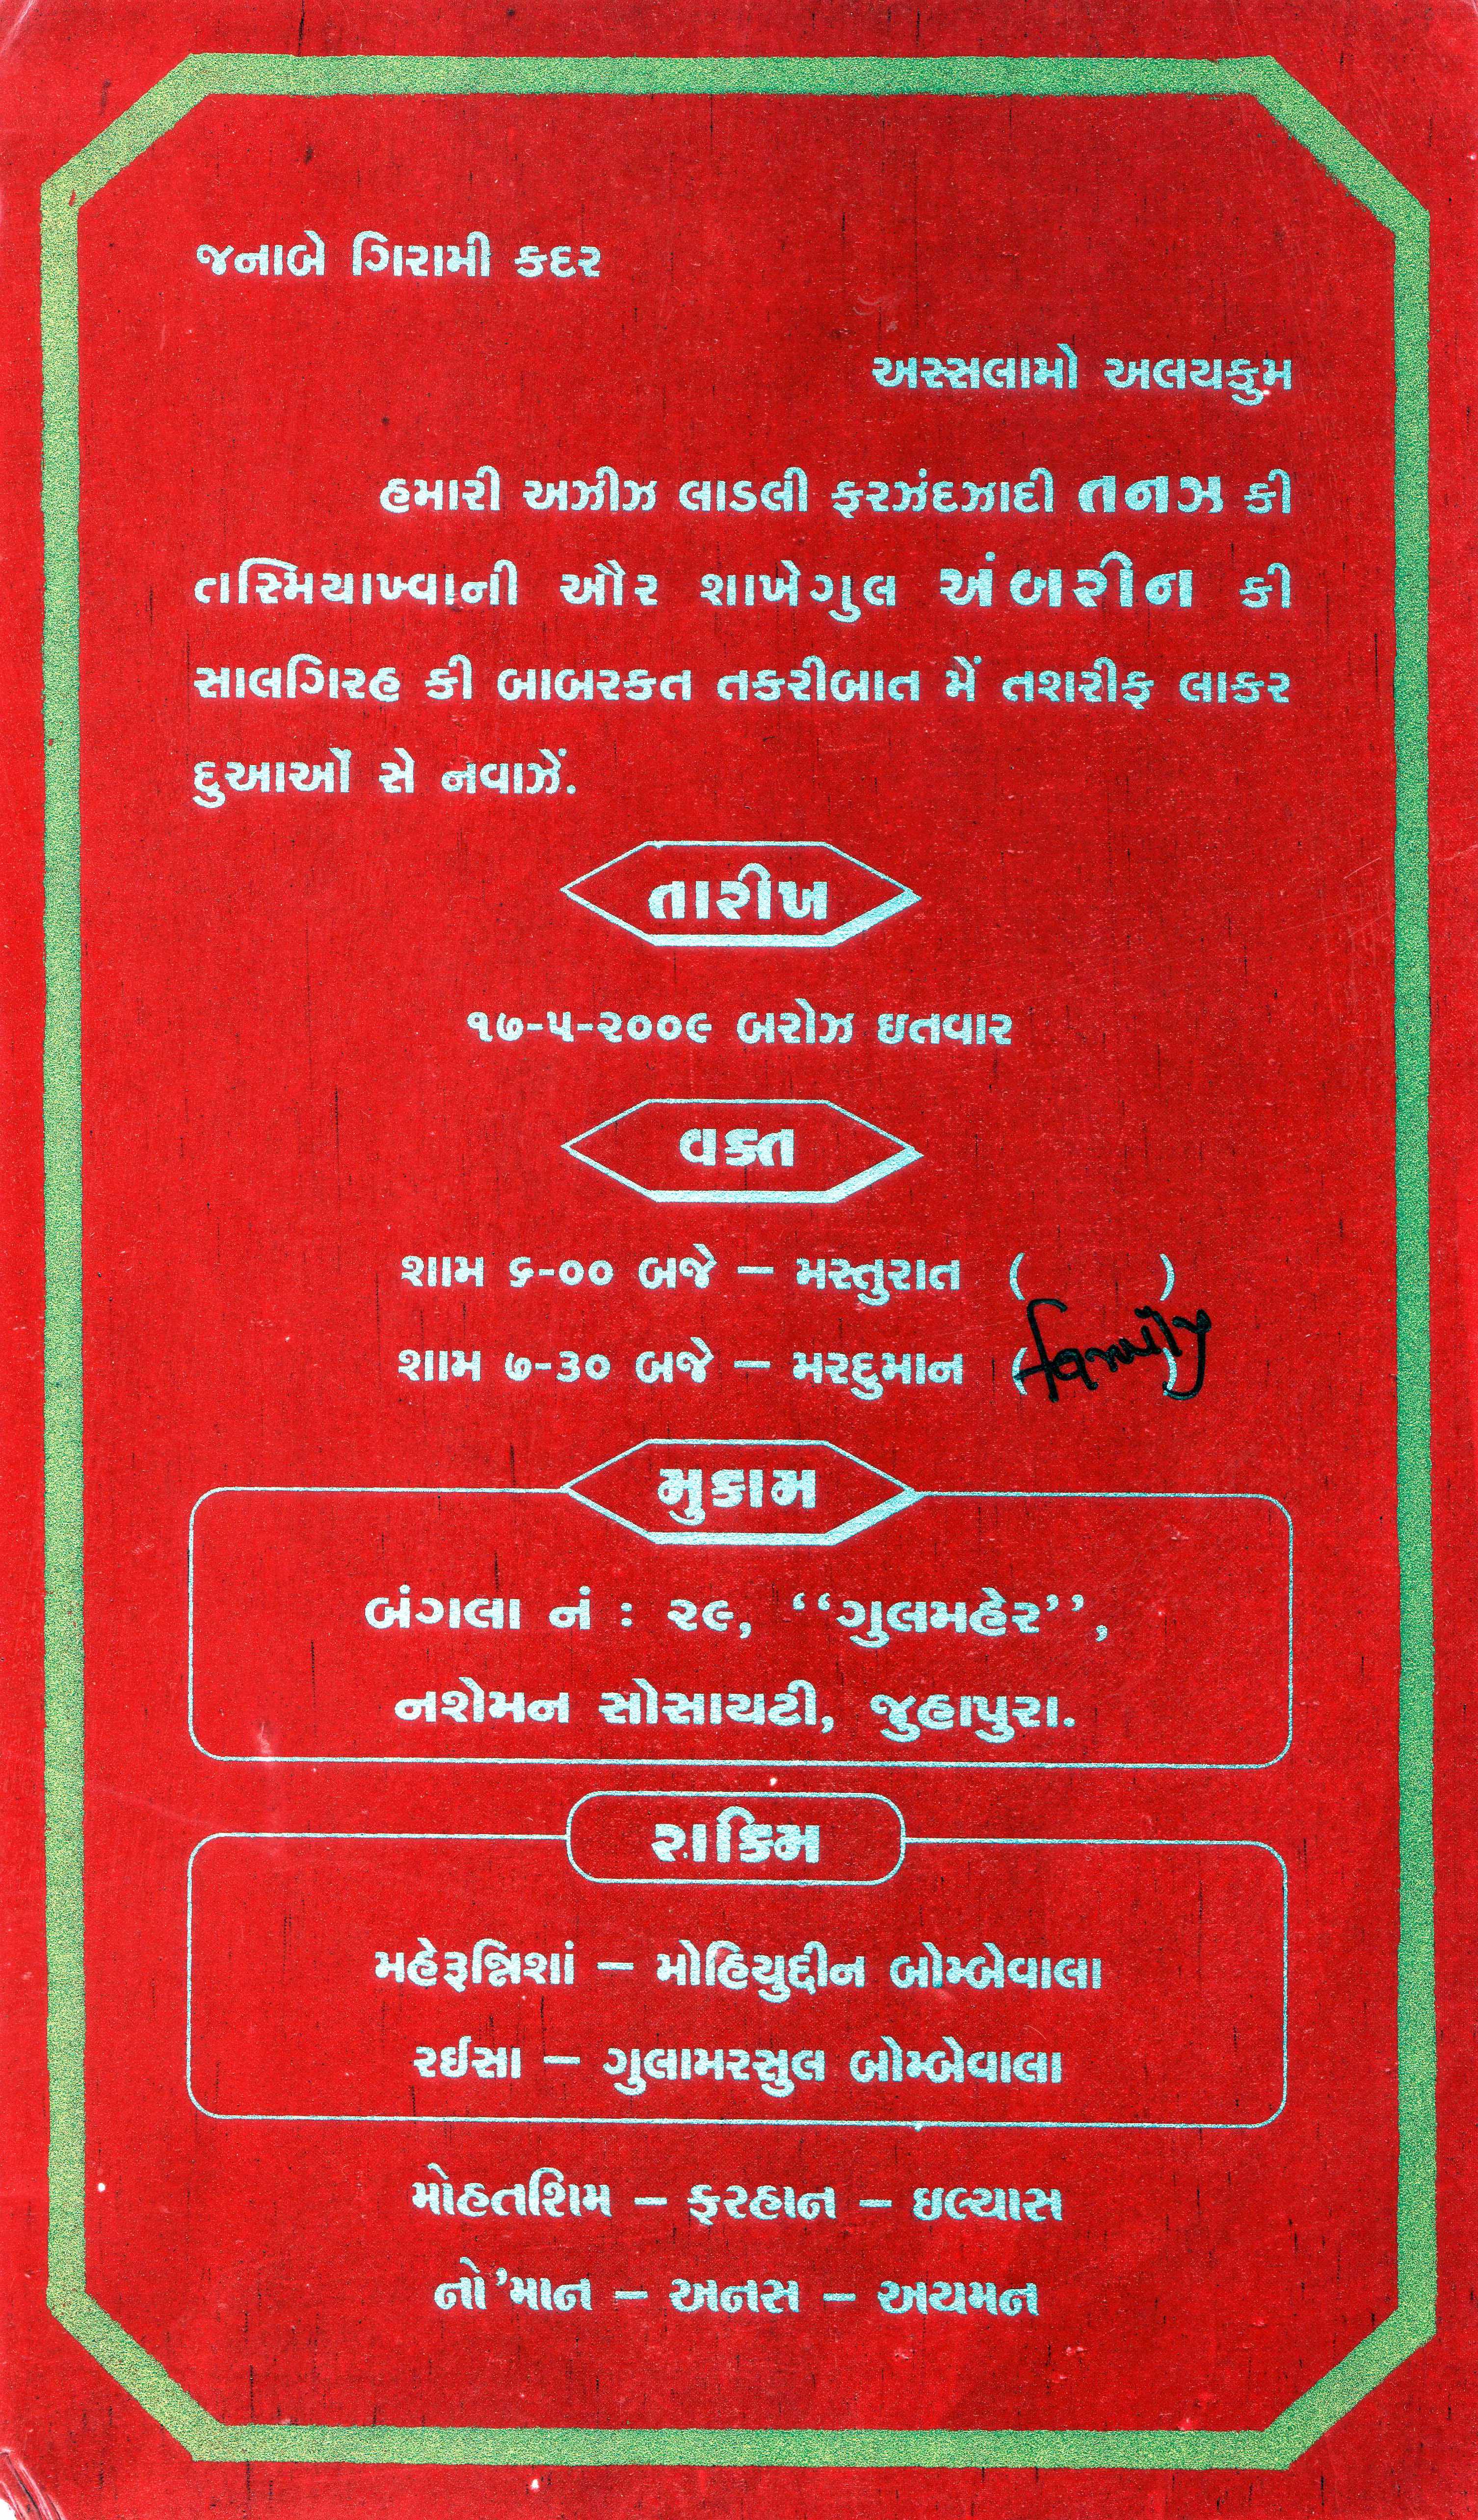 જનાબે ગિરામી કદર
અસ્સલામો અલયકુમ
હમારી અઝીઝ લાડલી ફરઝંદઝાદી તનઝ કી
તસ્મિયાખ્વાની ઔર શાખેગુલ અંબરીન કી
સાલગિરહ કી બાબરકત તકરીબાત મેં તશરીફ લાકર
દુઆઓં સે નવાઝેં.
તારીખ
૧૭-૫-૨૦૦૯ બરોઝ ઇતવાર
વક્ત
શામ ૬-૦૦ બજે – મસ્તુરાત ( )
શામ ૭-૩૦ બજે – મરદુમાન (family)
મુકામ
બંગલા નં : ૨૯, ‘‘ગુલમહેર’’,
નશેમન સોસાયટી, જુહાપુરા.
રાકિમ
મહેરૂન્નિશાં – મોહિયુદ્દીન બોમ્બેવાલા
રઈસા – ગુલામરસુલ બોમ્બેવાલા
મોહતશિમ – ફરહાન – ઇલ્યાસ
નો’માન – અનસ – અયમન